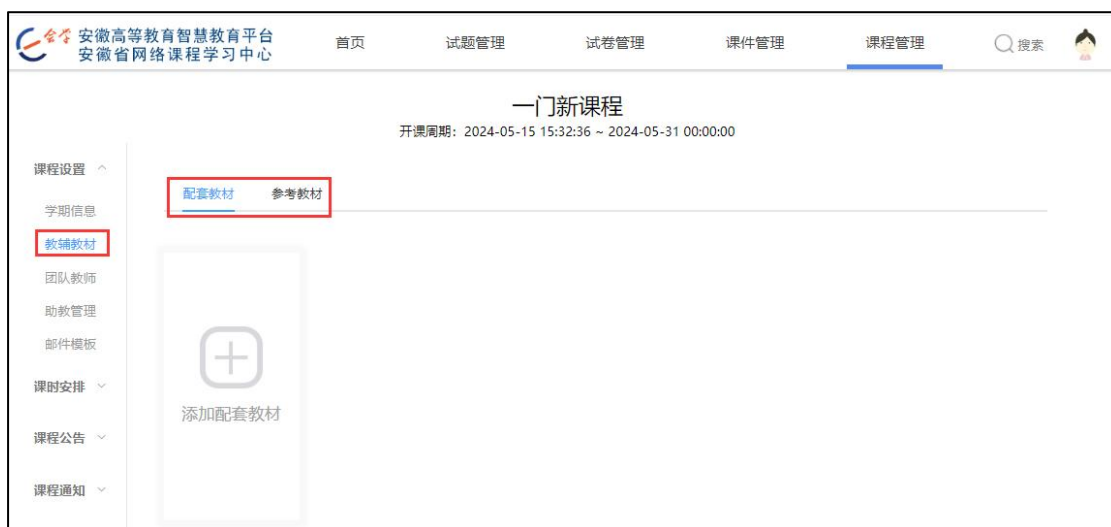 会学 安徽高等教育智慧教育平台
安徽省网络课程学习中心
首页 试题管理 试卷管理 课件管理 课程管理 搜索
一门新课程
开课周期：2024-05-15 15:32:36 ~ 2024-05-31 00:00:00
课程设置
学期信息
教辅教材
团队教师
助教管理
邮件模板
课时安排
课程公告
课程通知
配套教材 参考教材
添加配套教材